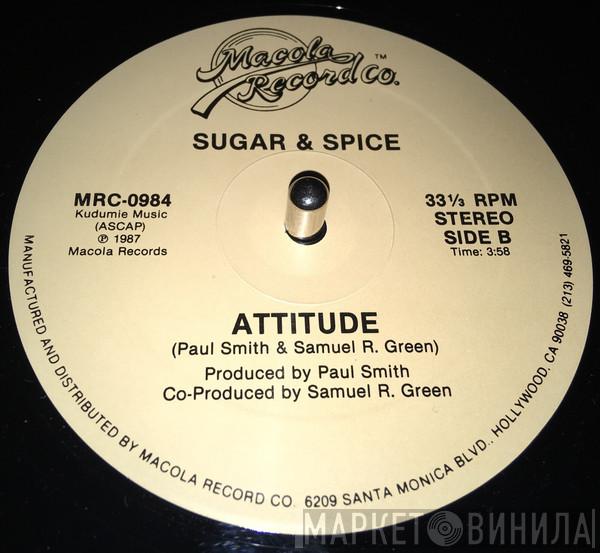 Macola™
Record Co.
SUGAR & SPICE
MRC-0984
Kudumie Music
(ASCAP)
℗ 1987
Macola Records
33⅓ RPM
STEREO
SIDE B
Time: 3:58
ATTITUDE
(Paul Smith & Samuel R. Green)
Produced by Paul Smith
Co-Produced by Samuel R. Green
MANUFACTURED AND DISTRIBUTED BY MACOLA RECORD CO. 6209 SANTA MONICA BLVD., HOLLYWOOD, CA 90038 (213) 469-5821
МАРКЕТ ВИНИЛА